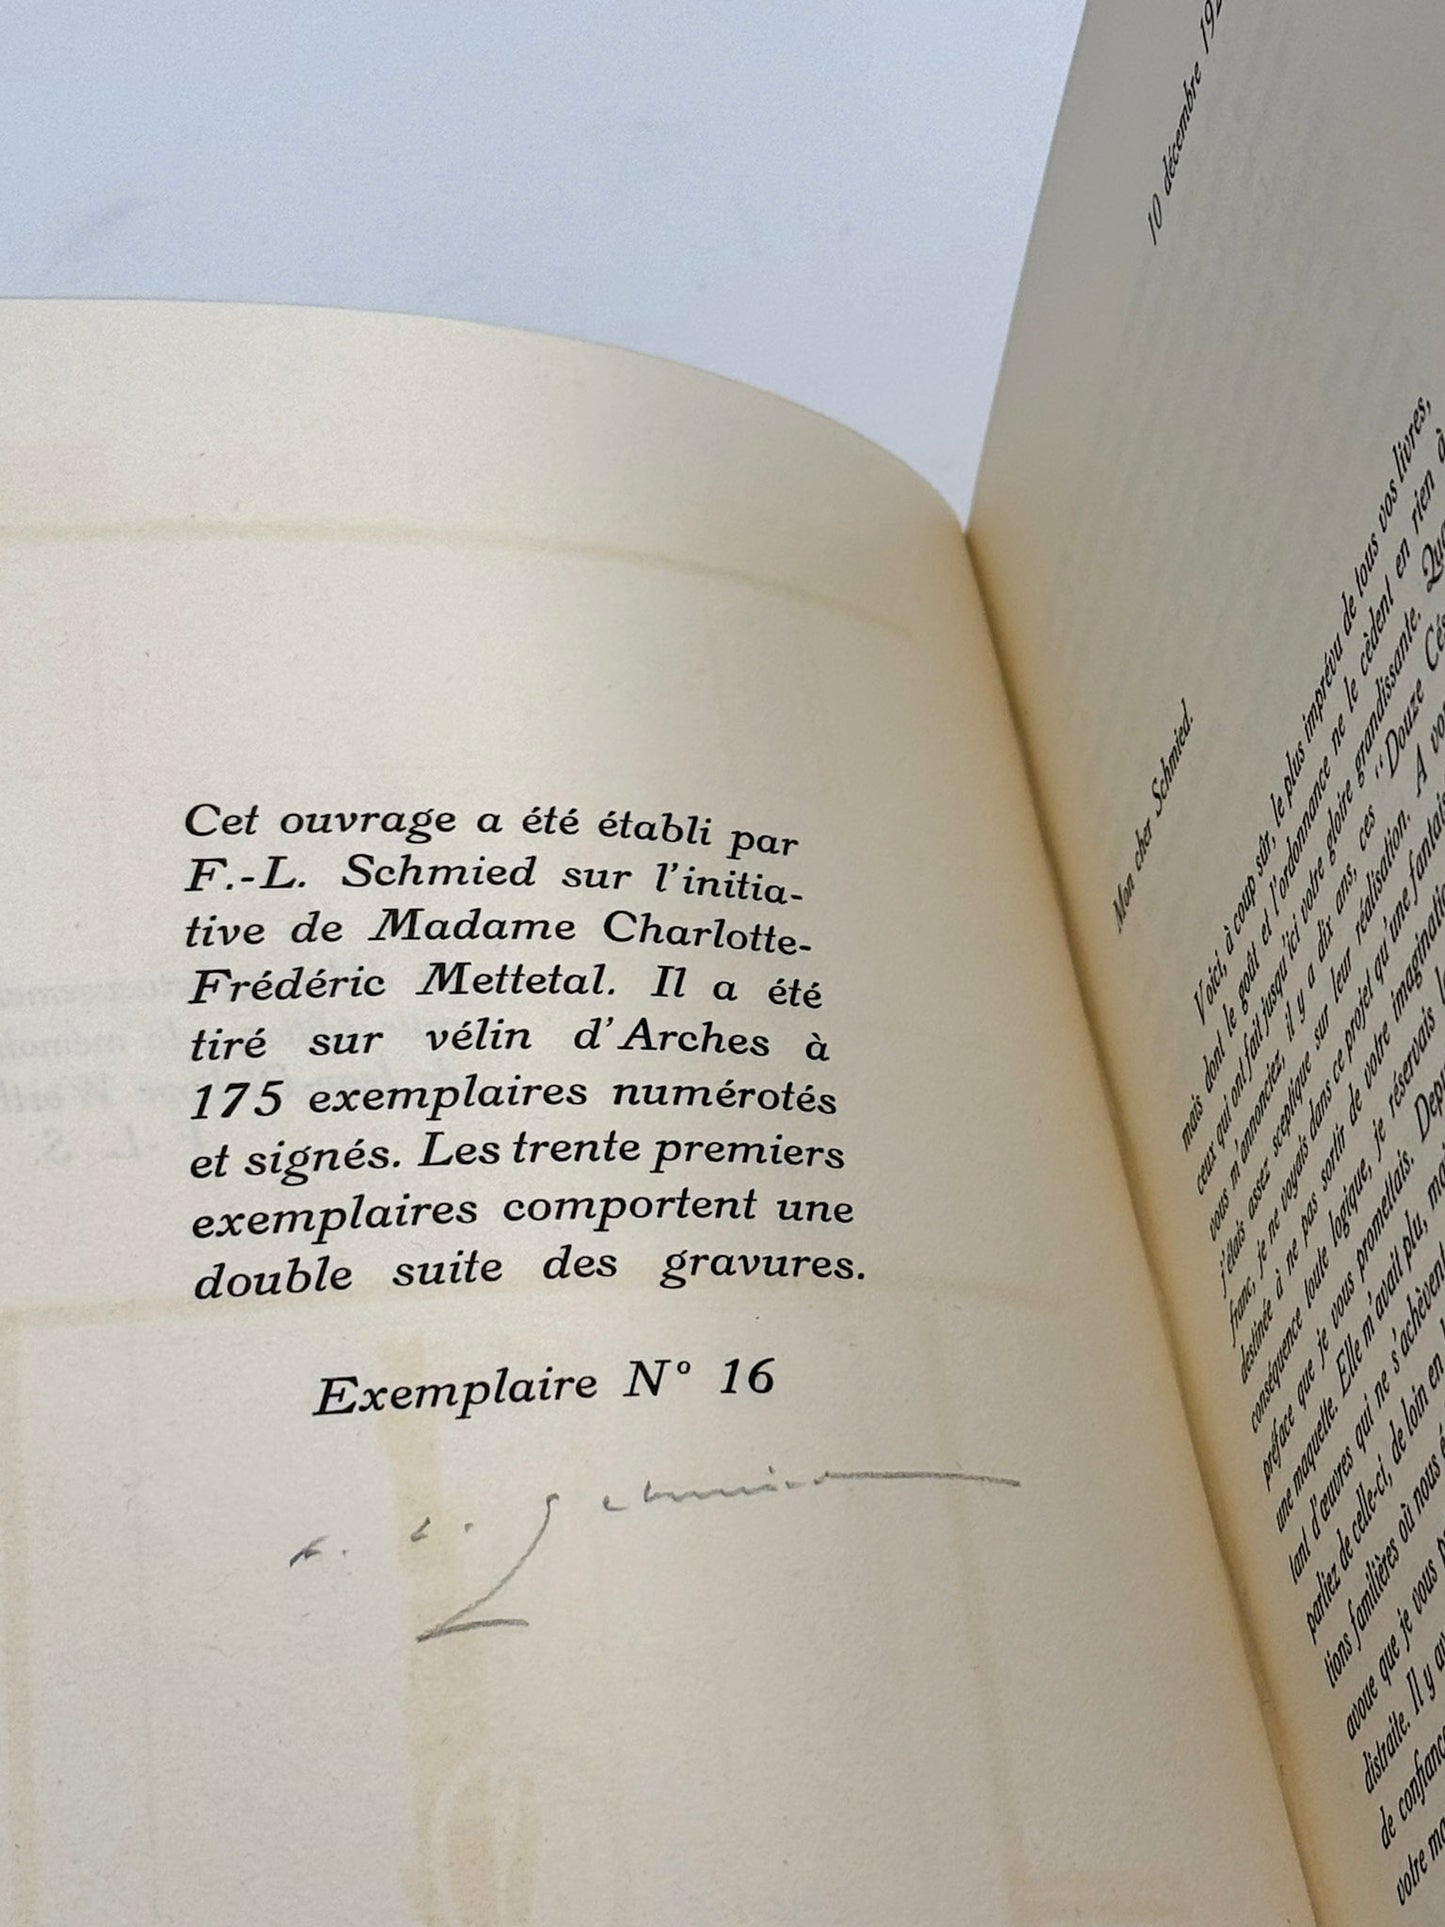 Cet ouvrage a été établi par
F.-L. Schmied sur l'initia-
tive de Madame Charlotte-
Frédéric Mettetal. Il a été
tiré sur vélin d'Arches à
175 exemplaires numérotés
et signés. Les trente premiers
exemplaires comportent une
double suite des gravures.
Exemplaire N° 16
F. L. Schmied
10 décembre 192
Mon cher Schmied.
Voici, à coup sûr, le plus imprévu de tous vos livres,
mais dont le goût et l'ordonnance ne le cèdent en rien à
ceux qui ont fait jusqu'ici votre gloire grandissante.
vous m'annonciez, il y a dix ans, ces "Douze
j'étais assez sceptique sur leur réalisation. A
franc, je ne voyais dans ce projet qu'une
destinée à ne pas sortir de votre
conséquence toute logique, je réservais
préface que je vous promettais.
une maquette. Elle m'avait plu,
tant d'œuvres qui ne s'achèvent
parliez de celle-ci, de loin en
tions familières où nous
avoue que je vous
distraite. Il y
de
votre